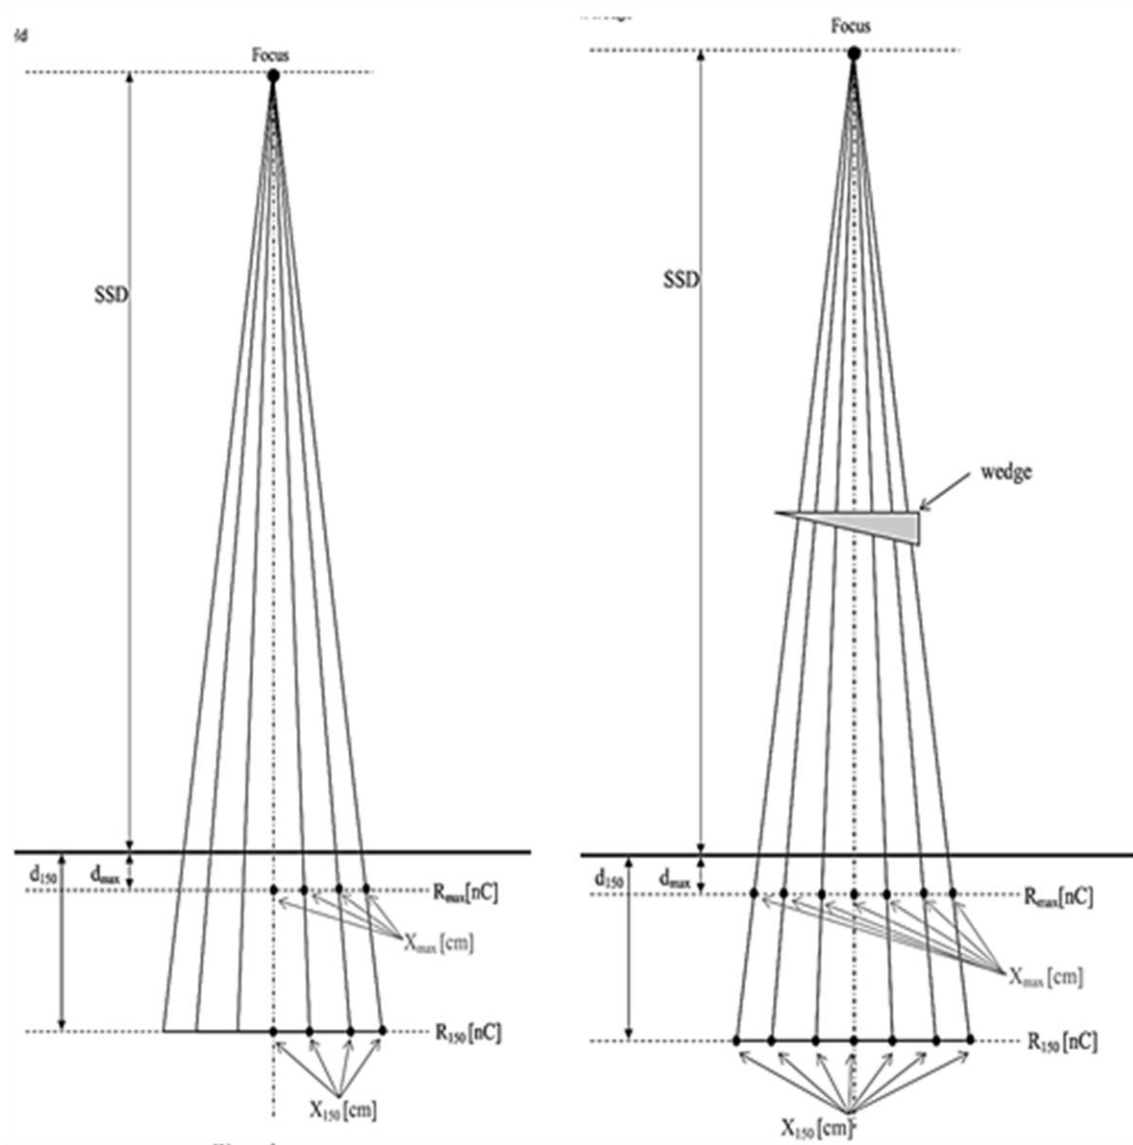 Focus
SSD
d150
dmax
Rmax[nC]
Xmax[cm]
R150[nC]
X150[cm]
Focus
SSD
wedge
d150
dmax
Rmax[nC]
Xmax[cm]
R150[nC]
X150[cm]